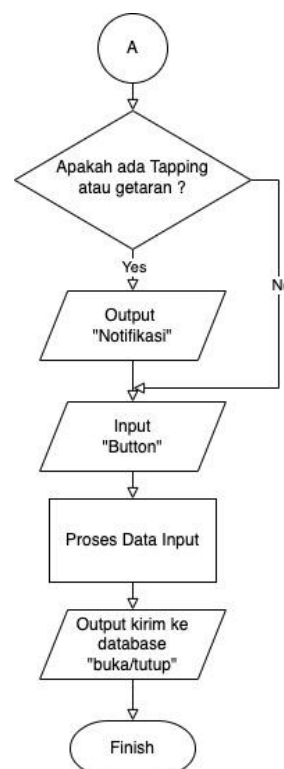 A
Apakah ada Tapping
atau getaran ?
Yes
Output
"Notifikasi"
Input
"Button"
Proses Data Input
Output kirim ke
database
"buka/tutup"
Finish